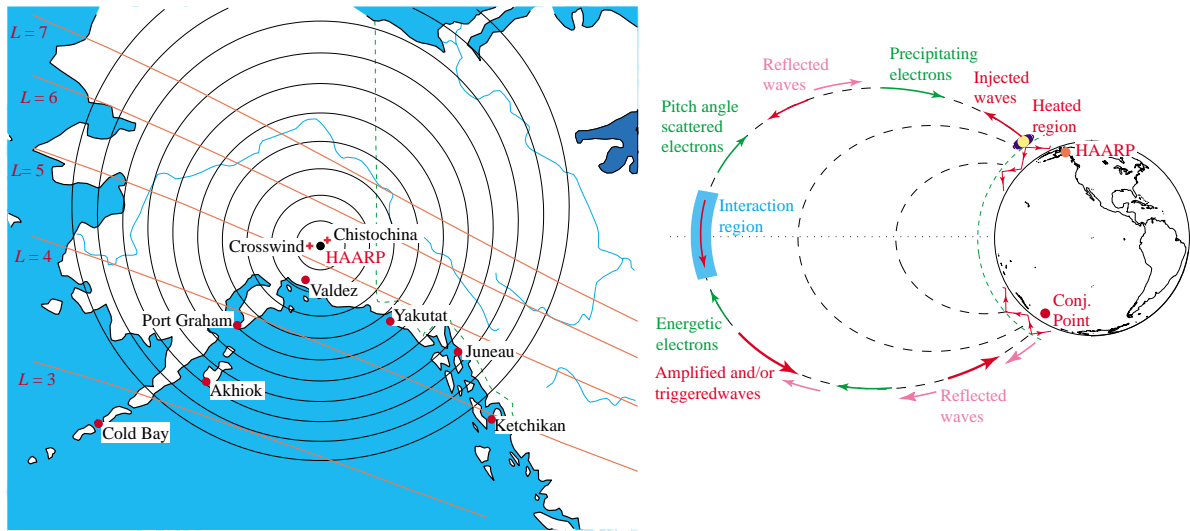 L = 7
L = 6
L = 5
L = 4
L = 3
Chistochina
Crosswind
HAARP
Valdez
Port Graham
Yakutat
Juneau
Akhiok
Ketchikan
Cold Bay
Precipitating
electrons
Reflected
waves
Injected
waves
Pitch angle
scattered
electrons
Heated
region
HAARP
Interaction
region
Conj.
Point
Energetic
electrons
Amplified and/or
triggeredwaves
Reflected
waves